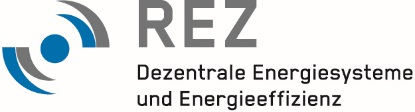 REZ
Dezentrale Energiesysteme
und Energieeffizienz